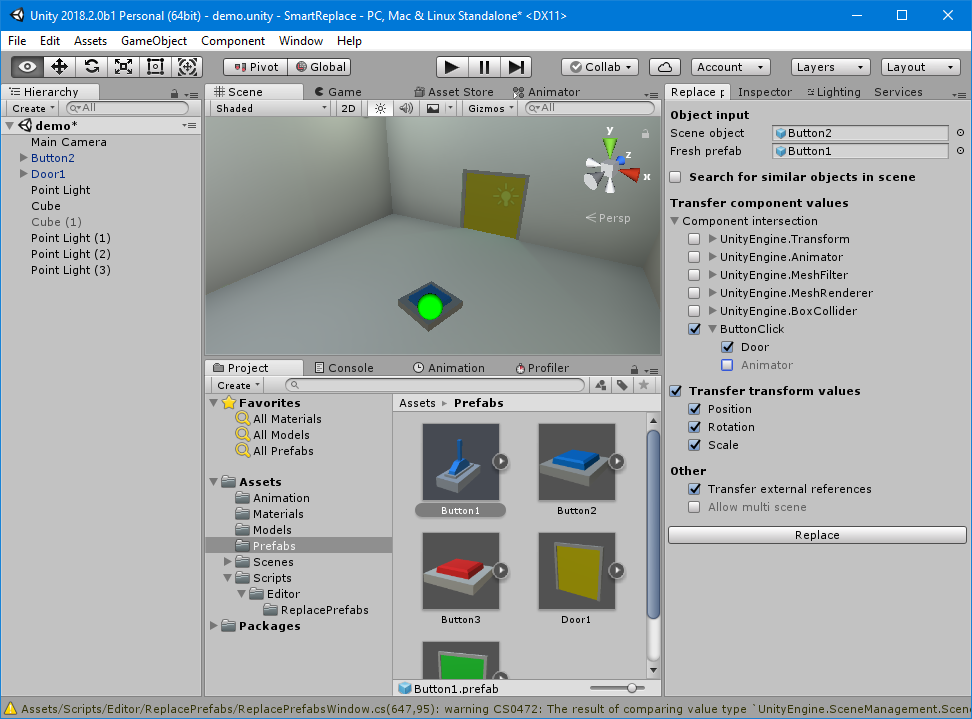 Unity 2018.2.0b1 Personal (64bit) - demo.unity - SmartReplace - PC, Mac & Linux Standalone* <DX11>
File Edit Assets GameObject Component Window Help
Pivot Global Collab Account Layers Layout
Hierarchy
Create All
demo*
Main Camera
Button2
Door1
Point Light
Cube
Cube (1)
Point Light (1)
Point Light (2)
Point Light (3)
Scene Game Asset Store Animator
Shaded 2D Gizmos All
y
z
x
Persp
Project Console Animation Profiler
Create
Favorites
All Materials
All Models
All Prefabs
Assets
Animation
Materials
Models
Prefabs
Scenes
Scripts
Editor
ReplacePrefabs
Packages
Assets Prefabs
Button1 Button2
Button3 Door1
Button1.prefab
Replace Inspector Lighting Services
Object input
Scene object Button2
Fresh prefab Button1
Search for similar objects in scene
Transfer component values
Component intersection
UnityEngine.Transform
UnityEngine.Animator
UnityEngine.MeshFilter
UnityEngine.MeshRenderer
UnityEngine.BoxCollider
ButtonClick
Door
Animator
Transfer transform values
Position
Rotation
Scale
Other
Transfer external references
Allow multi scene
Replace
Assets/Scripts/Editor/ReplacePrefabs/ReplacePrefabsWindow.cs(647,95): warning CS0472: The result of comparing value type `UnityEngine.SceneManagement.Scen